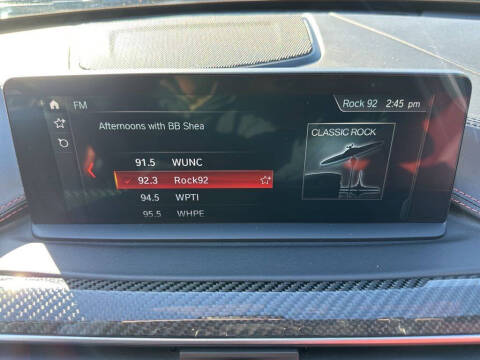 FM
Rock 92 2:45 pm
Afternoons with BB Shea
CLASSIC ROCK
91.5 WUNC
92.3 Rock92
94.5 WPTI
95.5 WHPE